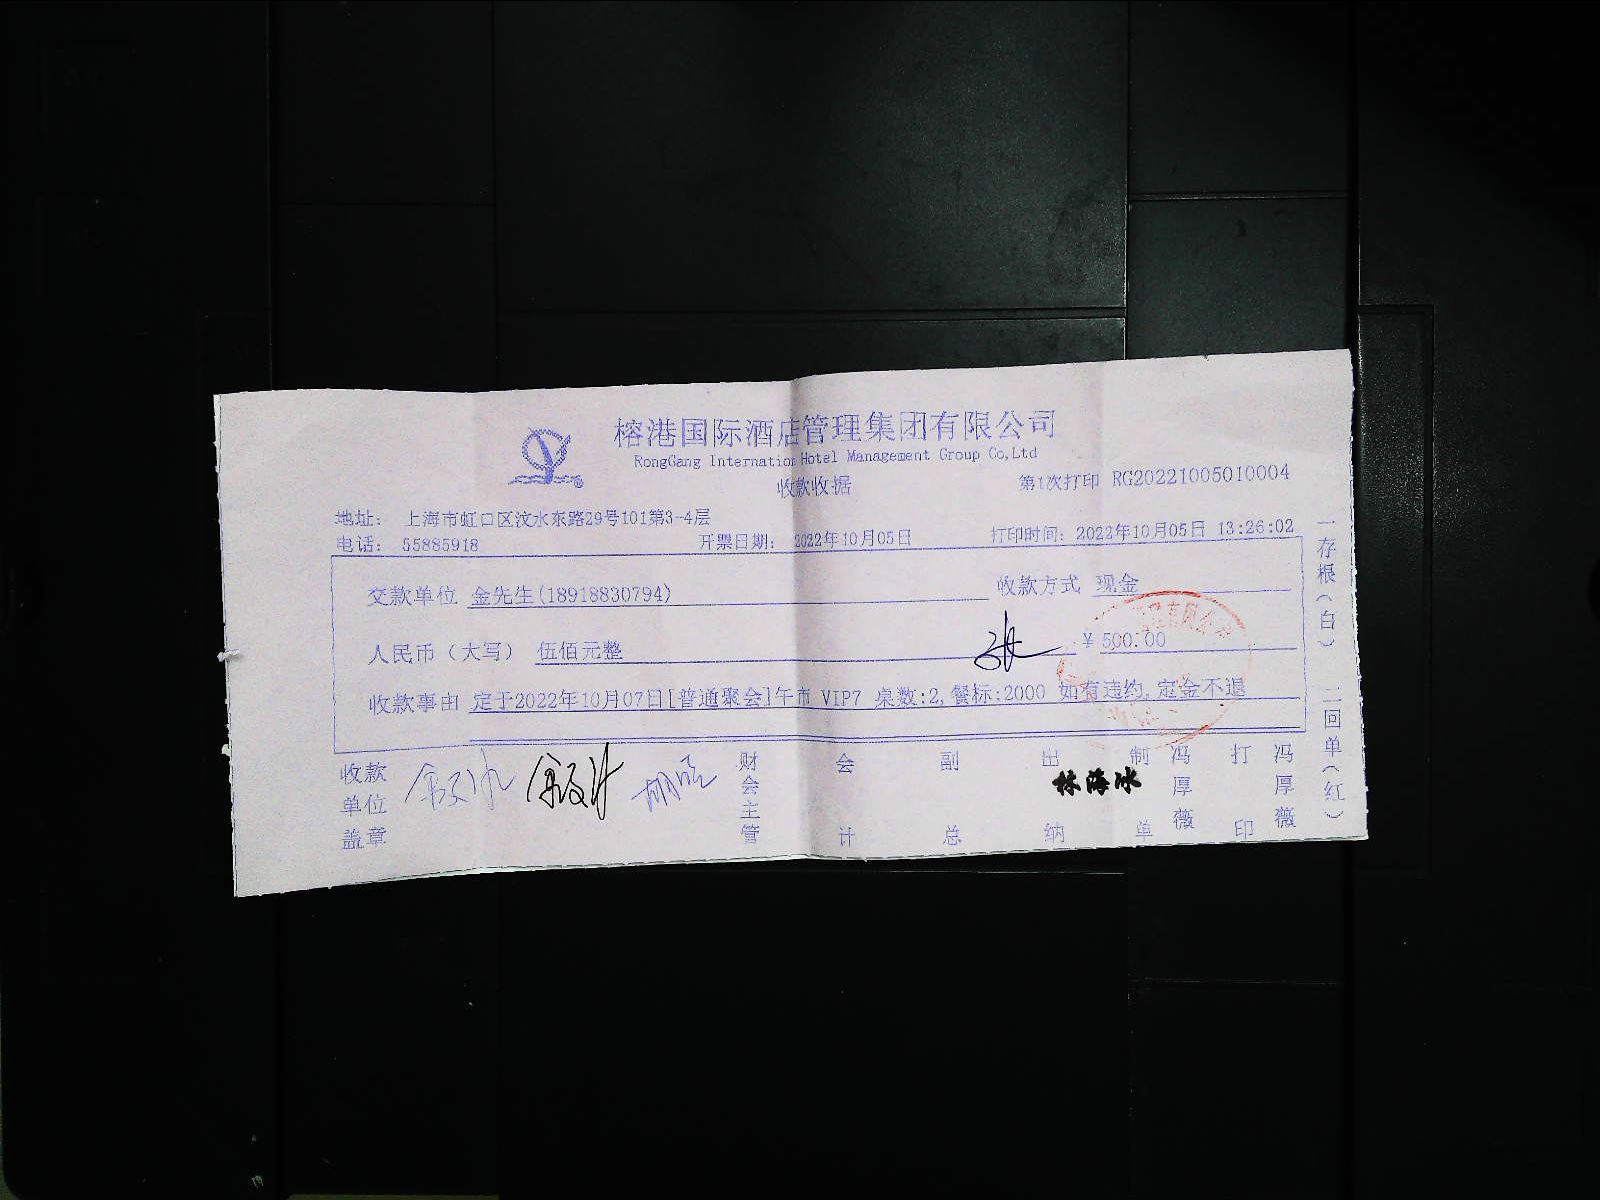 榕港国际酒店管理集团有限公司
RongGang Internation Hotel Management Group Co,Ltd
收款收据
第1次打印 RG20221005010004
地址: 上海市虹口区汶水东路29号101第3-4层
电话: 55885918 开票日期: 2022年10月05日 打印时间: 2022年10月05日 13:26:02
交款单位 金先生(18918830794) 收款方式 现金
人民币(大写) 伍佰元整 ¥ 500.00
收款事由 定于2022年10月07日[普通聚会]午市 VIP7 桌数:2,餐标:2000 如有违约,定金不退
收款单位盖章 财会主管 会计 副总 出纳 制单 冯厚薇 打印 冯厚薇
一存根(白) 二回单(红)
有限公